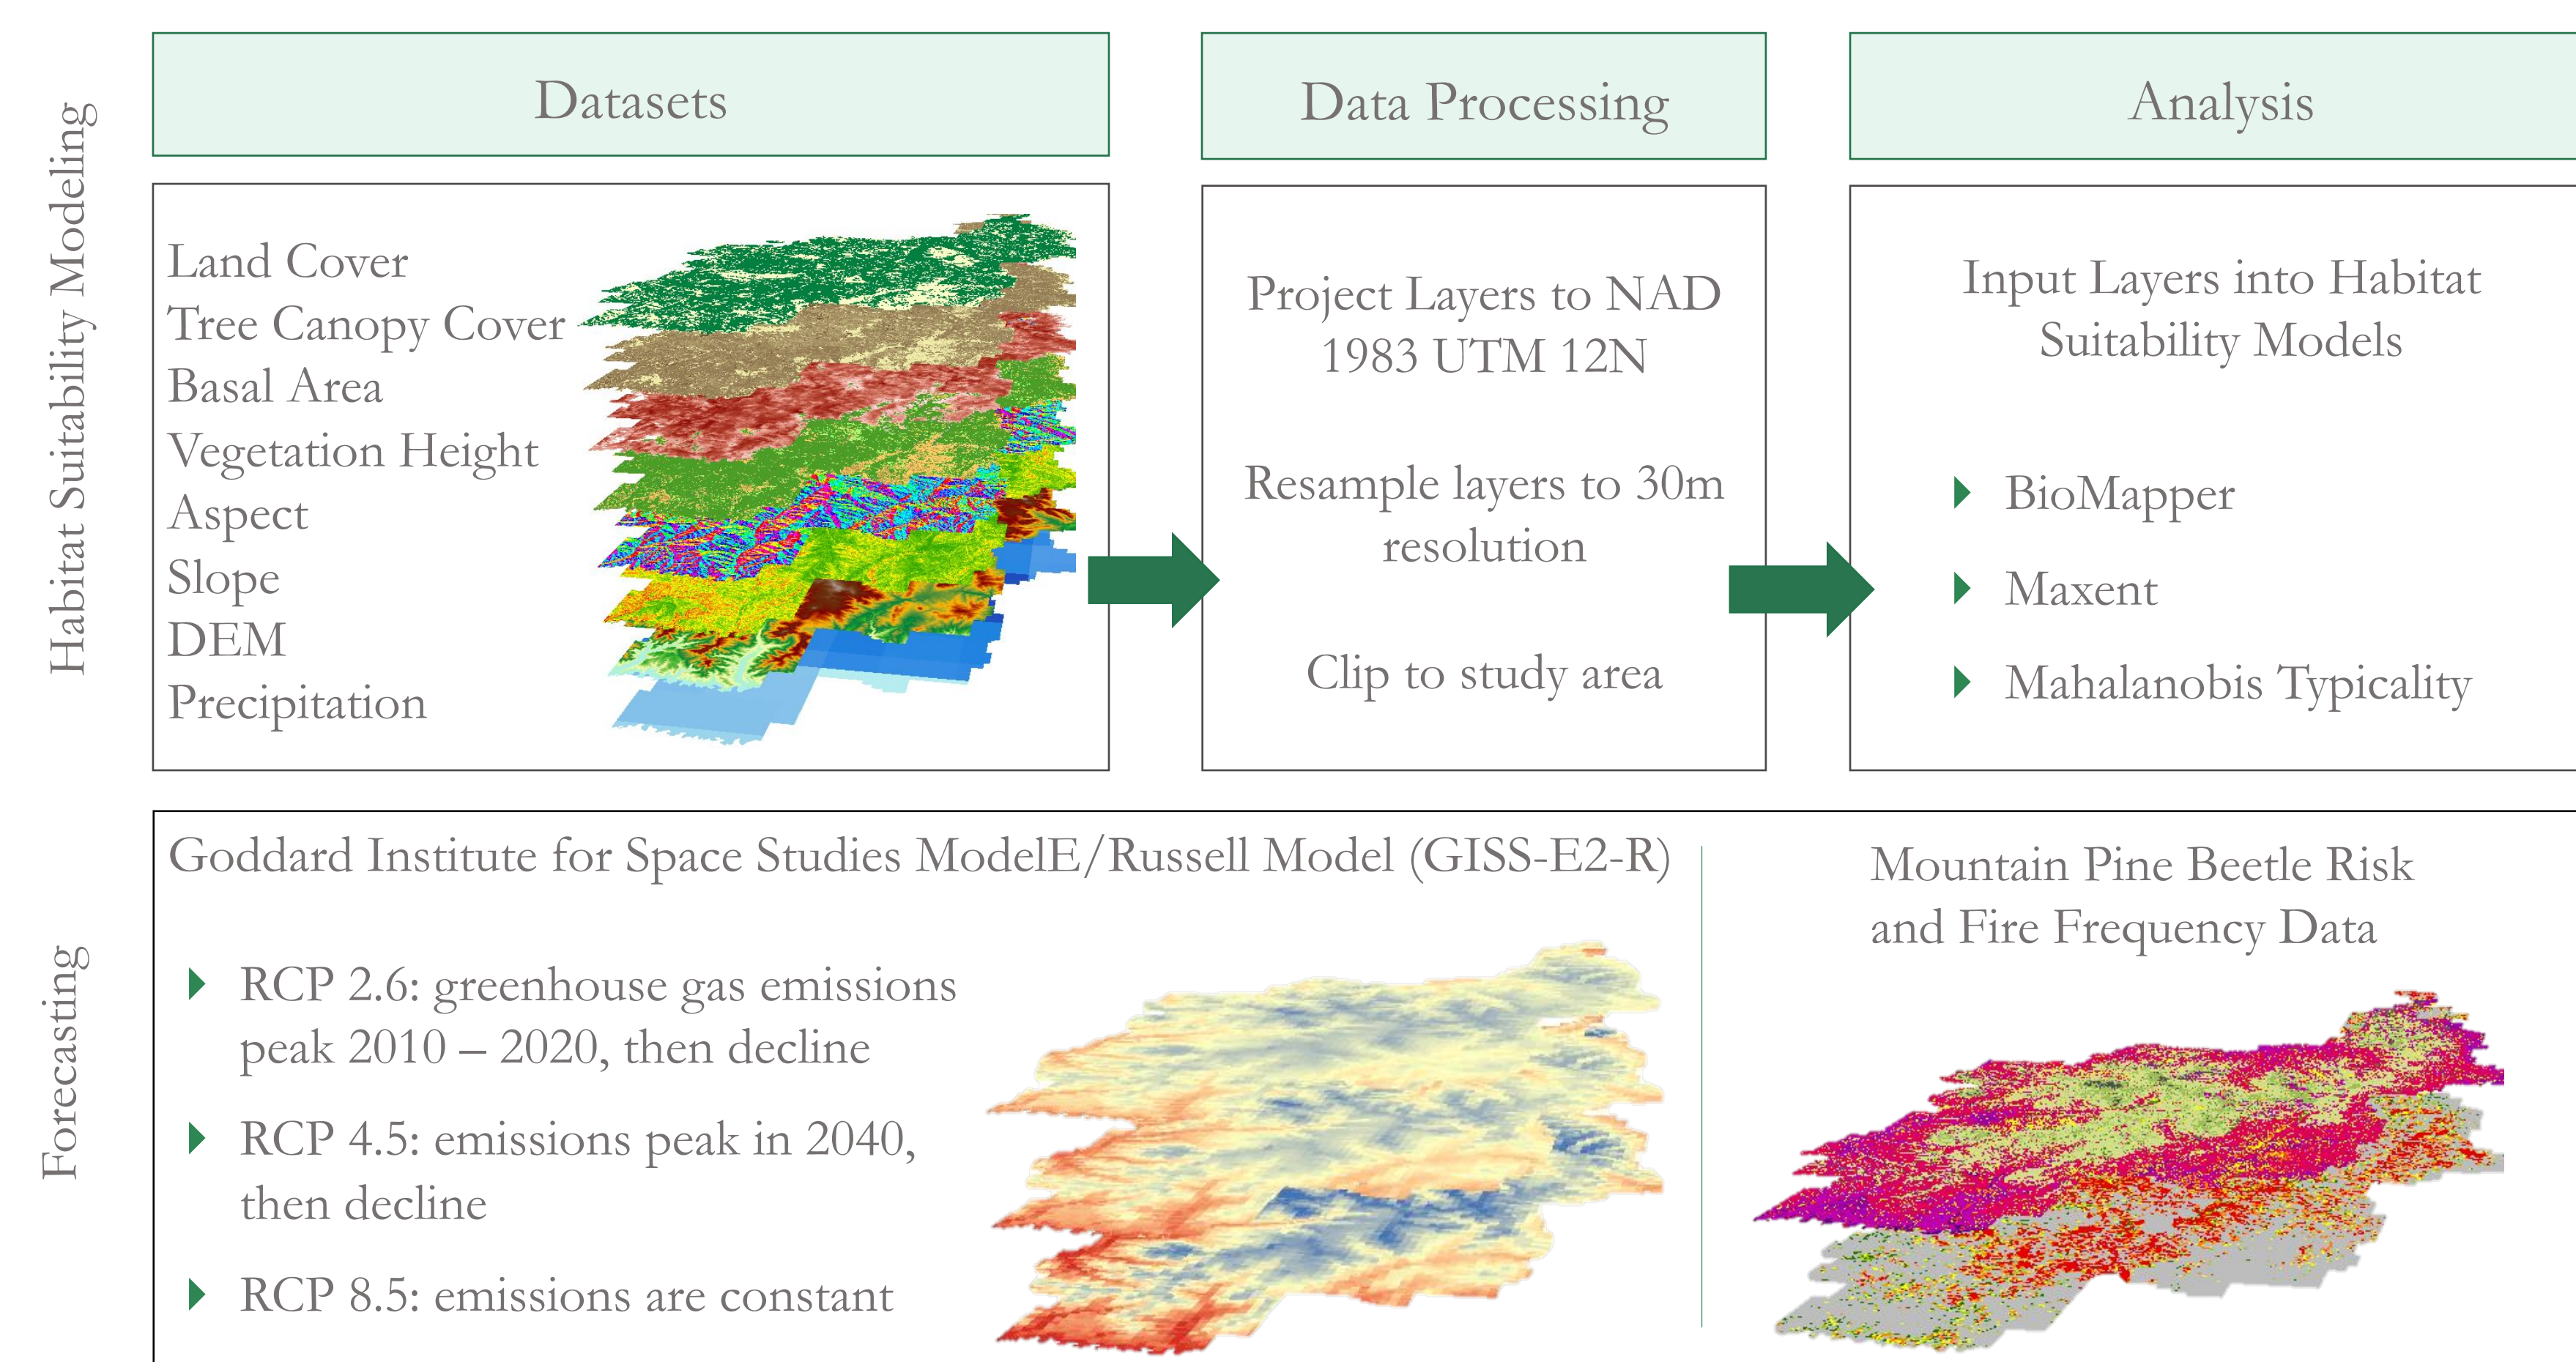 Habitat Suitability Modeling
Datasets
Land Cover
Tree Canopy Cover
Basal Area
Vegetation Height
Aspect
Slope
DEM
Precipitation
Data Processing
Project Layers to NAD
1983 UTM 12N
Resample layers to 30m
resolution
Clip to study area
Analysis
Input Layers into Habitat
Suitability Models
BioMapper
Maxent
Mahalanobis Typicality
Forecasting
Goddard Institute for Space Studies ModelE/Russell Model (GISS-E2-R)
RCP 2.6: greenhouse gas emissions
peak 2010 – 2020, then decline
RCP 4.5: emissions peak in 2040,
then decline
RCP 8.5: emissions are constant
Mountain Pine Beetle Risk
and Fire Frequency Data